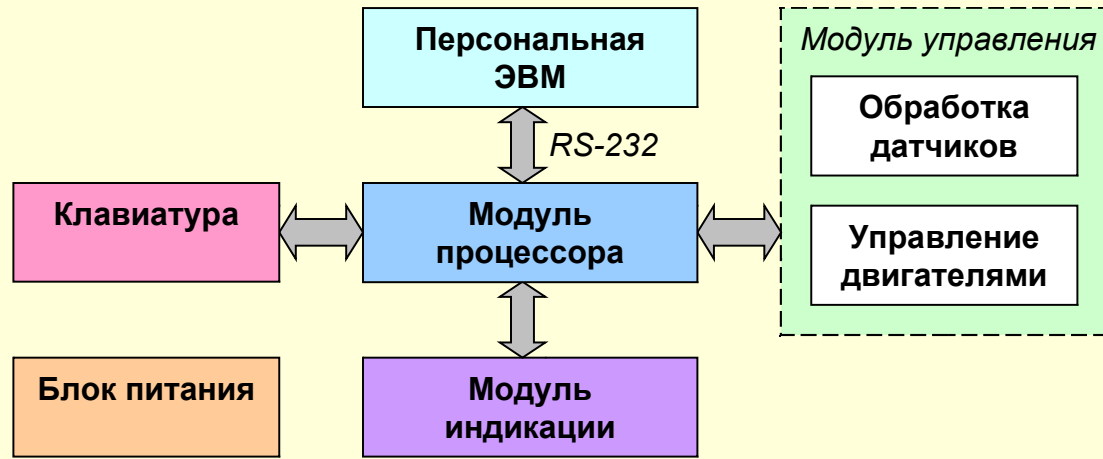 Персональная
ЭВМ
Модуль управления
Обработка
датчиков
RS-232
Клавиатура
Модуль
процессора
Управление
двигателями
Блок питания
Модуль
индикации